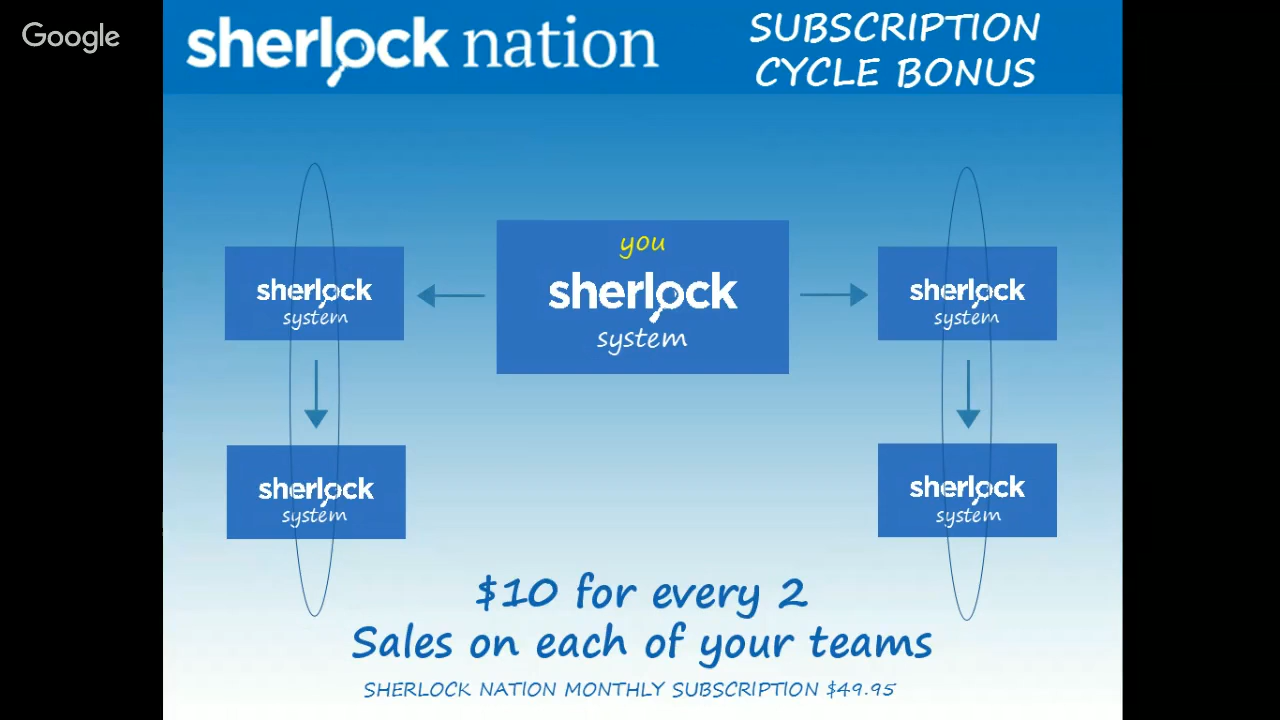 Google
sherlock nation
SUBSCRIPTION
CYCLE BONUS
you
sherlock
system
sherlock
system
sherlock
system
sherlock
system
sherlock
system
$10 for every 2
Sales on each of your teams
SHERLOCK NATION MONTHLY SUBSCRIPTION $49.95